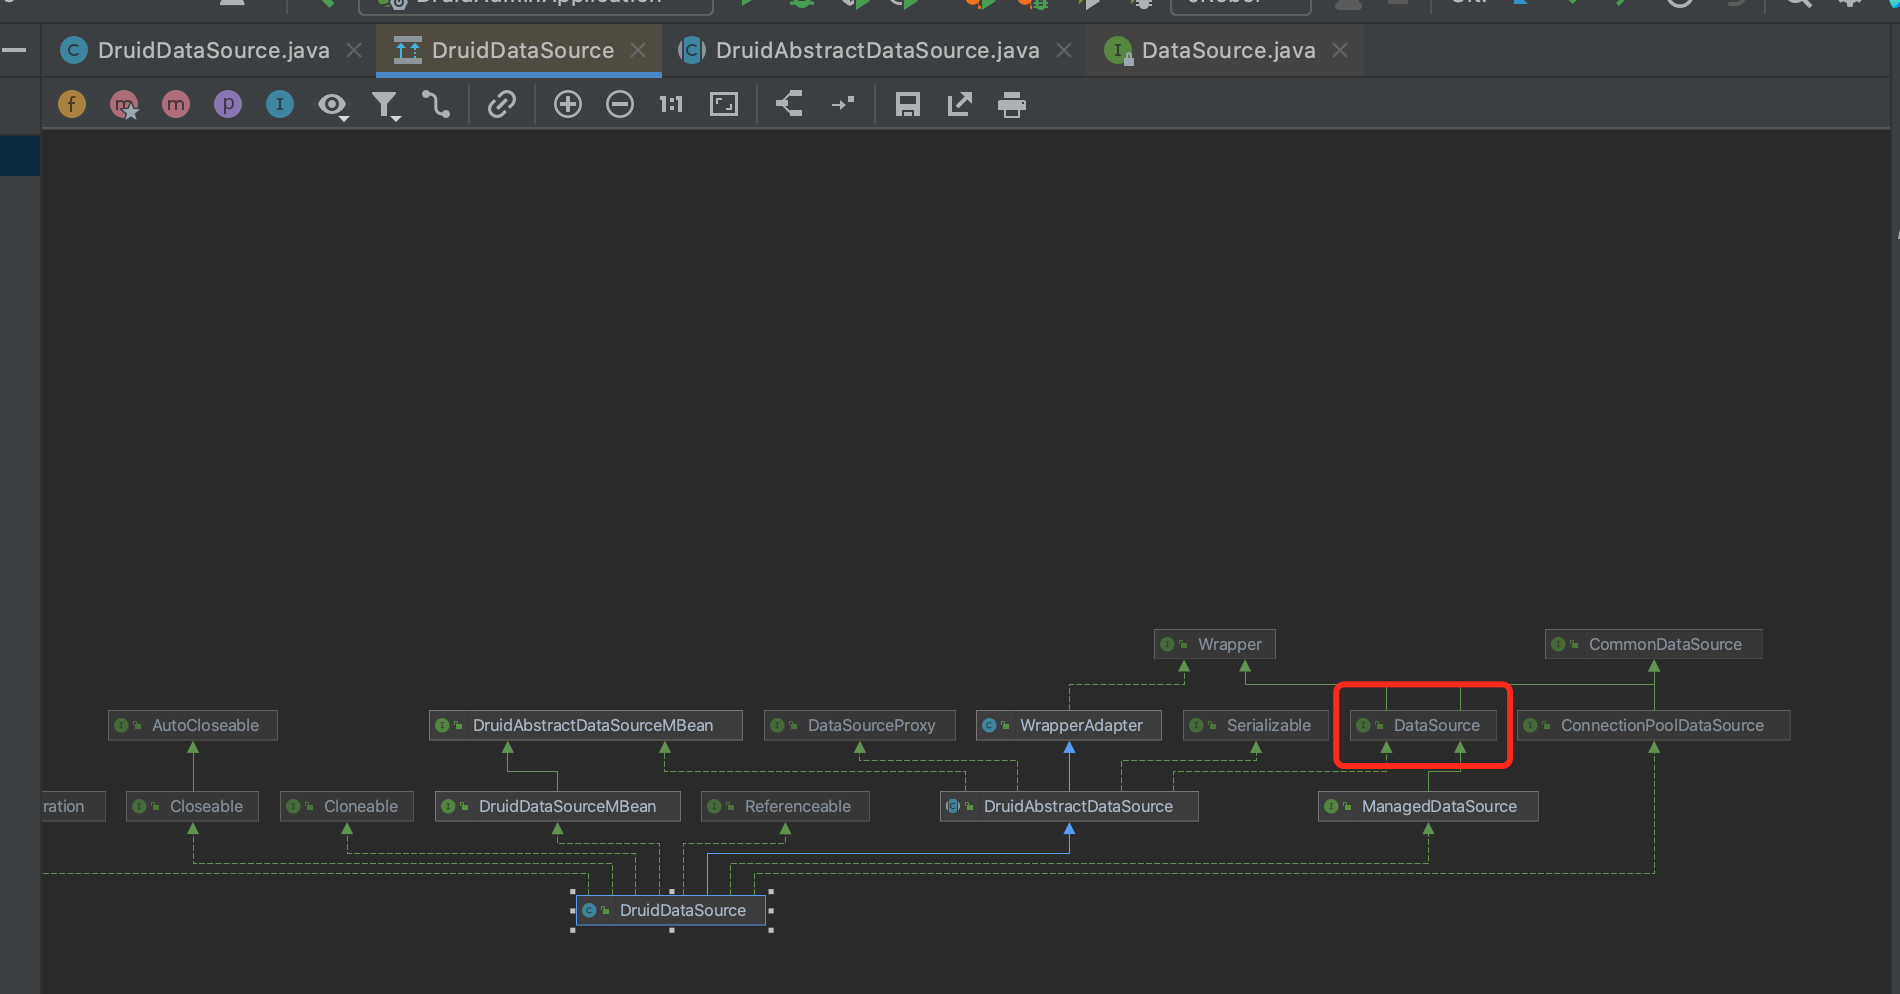 DruidDataSource.java
DruidDataSource
DruidAbstractDataSource.java
DataSource.java
f
m
m
p
I
1:1
Wrapper
CommonDataSource
AutoCloseable
DruidAbstractDataSourceMBean
DataSourceProxy
WrapperAdapter
Serializable
DataSource
ConnectionPoolDataSource
ration
Closeable
Cloneable
DruidDataSourceMBean
Referenceable
DruidAbstractDataSource
ManagedDataSource
DruidDataSource